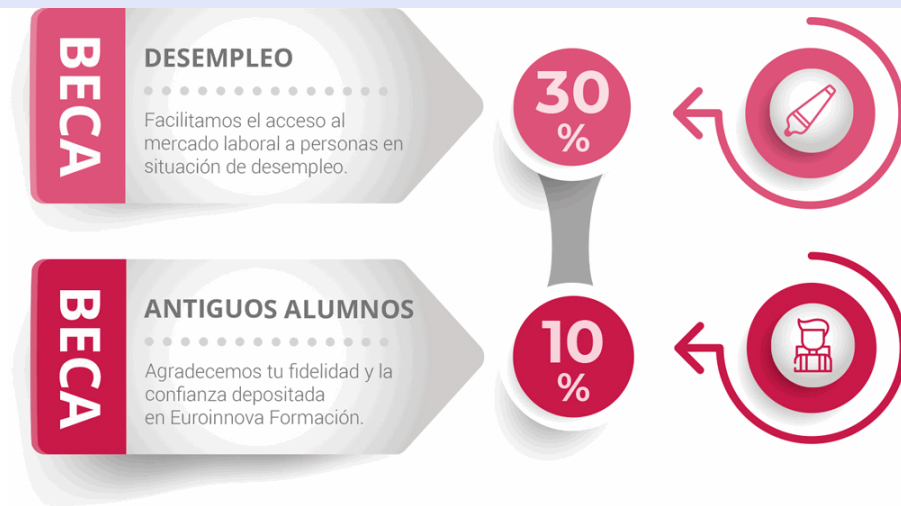 BECA
DESEMPLEO
Facilitamos el acceso al
mercado laboral a personas en
situación de desempleo.
30
%
BECA
ANTIGUOS ALUMNOS
Agradecemos tu fidelidad y la
confianza depositada
en Euroinnova Formación.
10
%